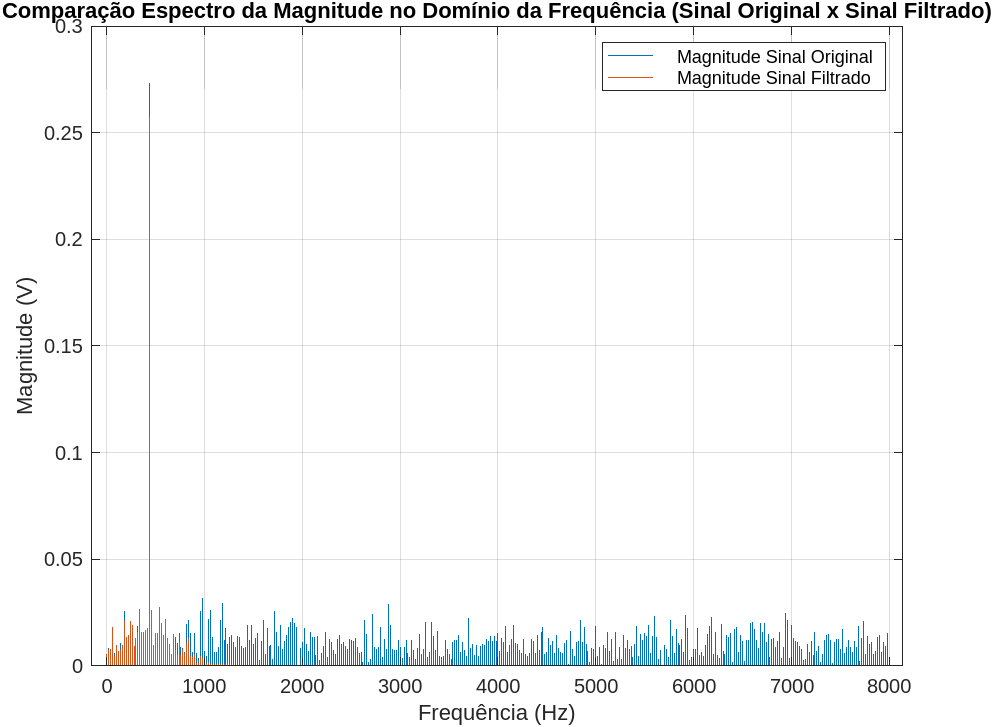 Comparação Espectro da Magnitude no Domínio da Frequência (Sinal Original x Sinal Filtrado)
0.3
Magnitude Sinal Original
Magnitude Sinal Filtrado
0.25
0.2
0.15
0.1
0.05
0
Magnitude (V)
0 1000 2000 3000 4000 5000 6000 7000 8000
Frequência (Hz)